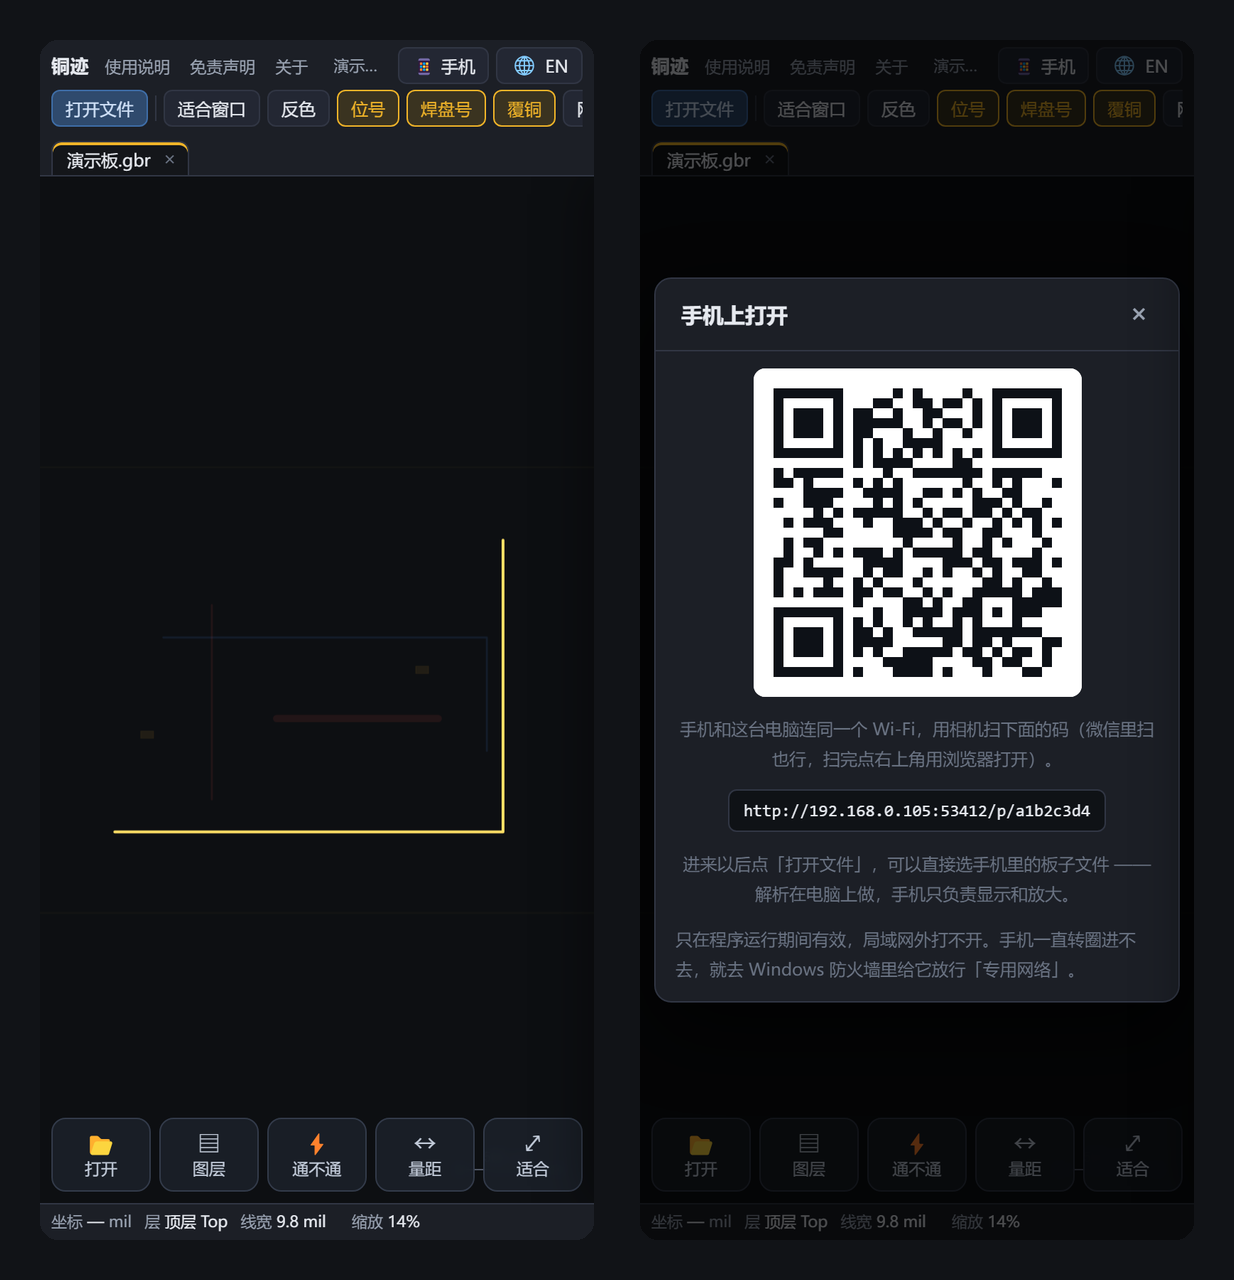 铜迹 使用说明 免责声明 关于 演示... 手机 EN
打开文件 适合窗口 反色 位号 焊盘号 覆铜
演示板.gbr ×
打开 图层 通不通 量距 适合
坐标 — mil 层 顶层 Top 线宽 9.8 mil 缩放 14%
铜迹 使用说明 免责声明 关于 演示... 手机 EN
打开文件 适合窗口 反色 位号 焊盘号 覆铜
演示板.gbr ×
手机上打开 ×
手机和这台电脑连同一个 Wi-Fi，用相机扫下面的码（微信里扫
也行，扫完点右上角用浏览器打开）。
http://192.168.0.105:53412/p/a1b2c3d4
进来以后点「打开文件」，可以直接选手机里的板子文件 ——
解析在电脑上做，手机只负责显示和放大。
只在程序运行期间有效，局域网外打不开。手机一直转圈进不
去，就去 Windows 防火墙里给它放行「专用网络」。
打开 图层 通不通 量距 适合
坐标 — mil 层 顶层 Top 线宽 9.8 mil 缩放 14%